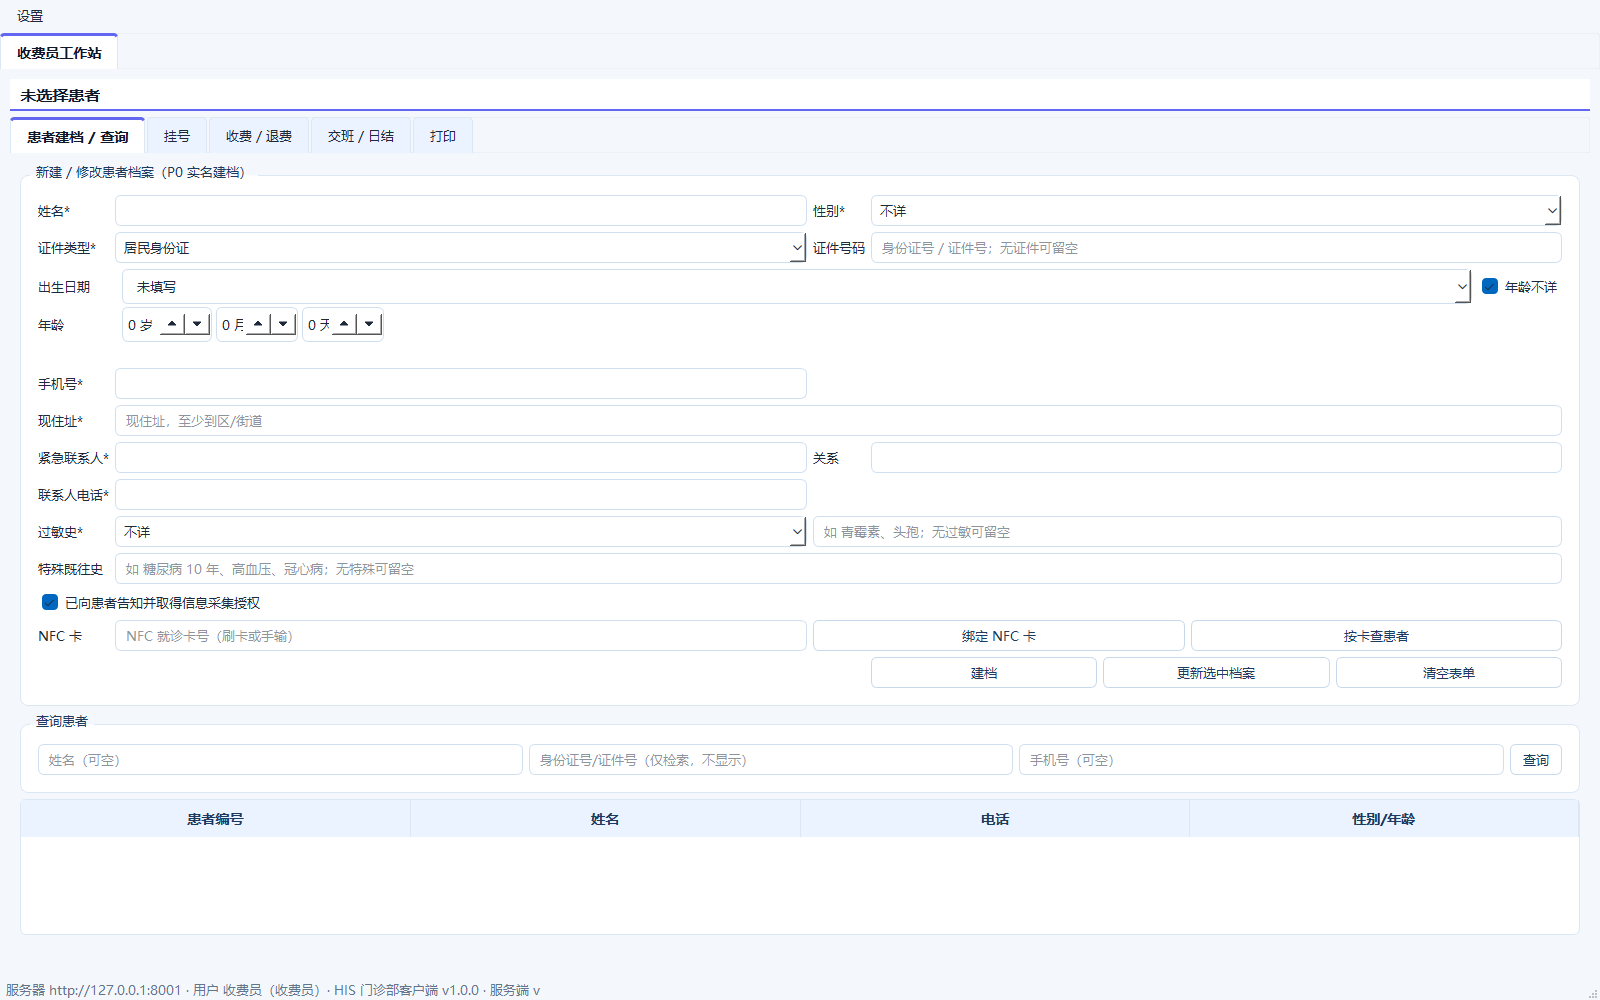 设置
收费员工作站
未选择患者
患者建档 / 查询 挂号 收费 / 退费 交班 / 日结 打印
新建 / 修改患者档案（P0 实名建档）
姓名* 性别* 不详
证件类型* 居民身份证 证件号码 身份证号 / 证件号；无证件可留空
出生日期 未填写 年龄不详
年龄 0 岁 0 月 0 天
手机号*
现住址* 现住址，至少到区/街道
紧急联系人* 关系
联系人电话*
过敏史* 不详 如 青霉素、头孢；无过敏可留空
特殊既往史 如 糖尿病 10 年、高血压、冠心病；无特殊可留空
已向患者告知并取得信息采集授权
NFC 卡 NFC 就诊卡号（刷卡或手输） 绑定 NFC 卡 按卡查患者
建档 更新选中档案 清空表单
查询患者
姓名（可空） 身份证号/证件号（仅检索，不显示） 手机号（可空） 查询
患者编号 姓名 电话 性别/年龄
服务器 http://127.0.0.1:8001 · 用户 收费员（收费员）· HIS 门诊部客户端 v1.0.0 · 服务端 v